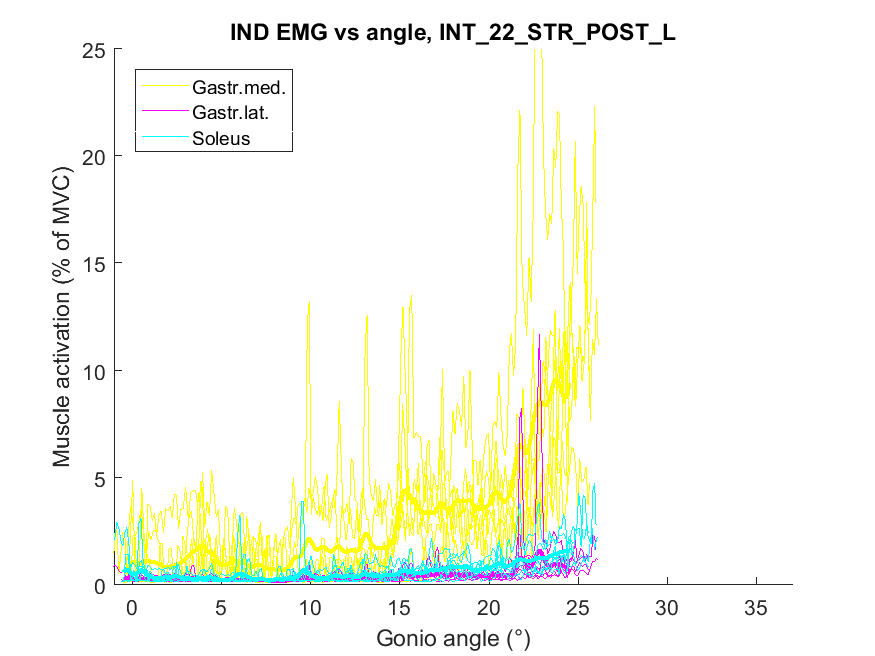 IND EMG vs angle, INT_22_STR_POST_L
Gastr.med.
Gastr.lat.
Soleus
Muscle activation (% of MVC)
25
20
15
10
5
0
0 5 10 15 20 25 30 35
Gonio angle (°)